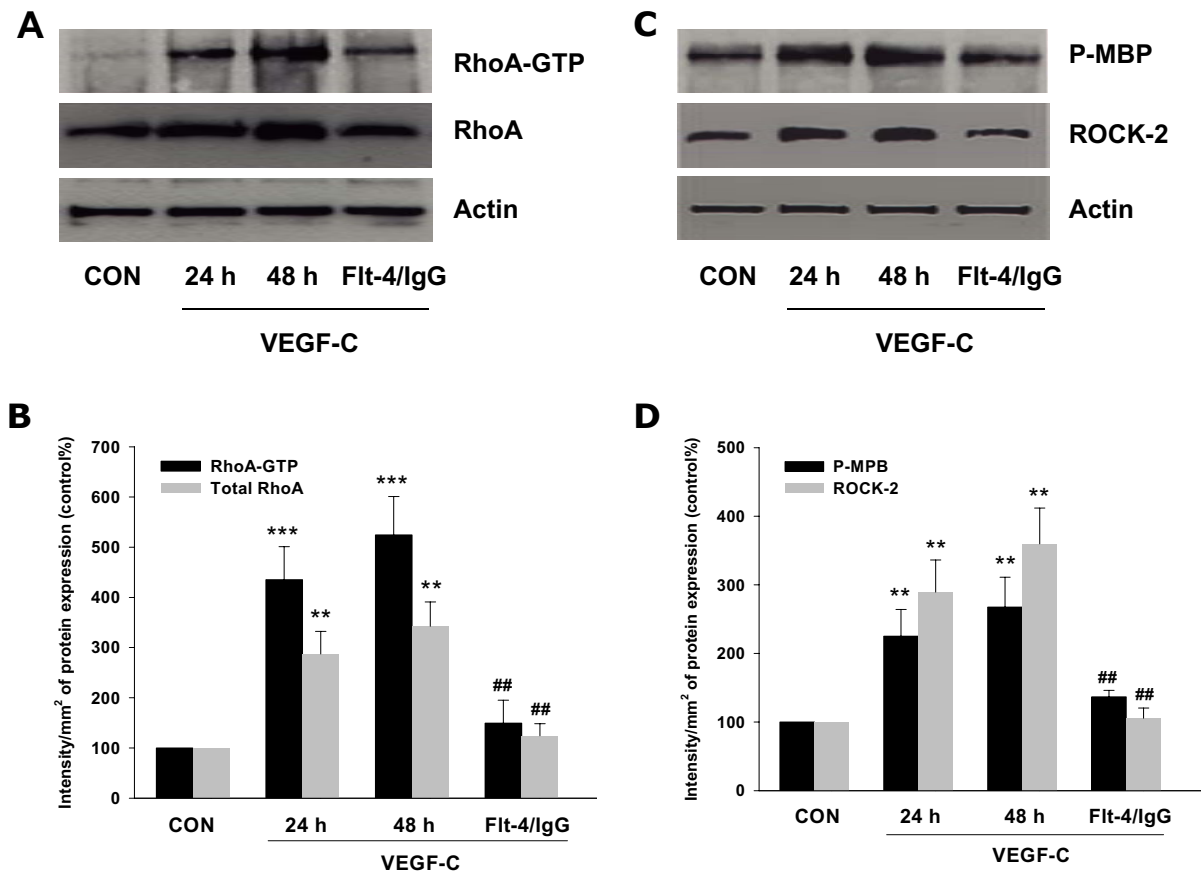 A
RhoA-GTP
RhoA
Actin
CON 24 h 48 h Flt-4/IgG
VEGF-C
C
P-MBP
ROCK-2
Actin
CON 24 h 48 h Flt-4/IgG
VEGF-C
B
Intensity/mm² of protein expression (control%)
700
600
500
400
300
200
100
0
RhoA-GTP
Total RhoA
***
**
***
**
##
##
CON 24 h 48 h Flt-4/IgG
VEGF-C
D
Intensity/mm² of protein expression (control%)
500
400
300
200
100
0
P-MPB
ROCK-2
**
**
**
**
##
##
CON 24 h 48 h Flt-4/IgG
VEGF-C